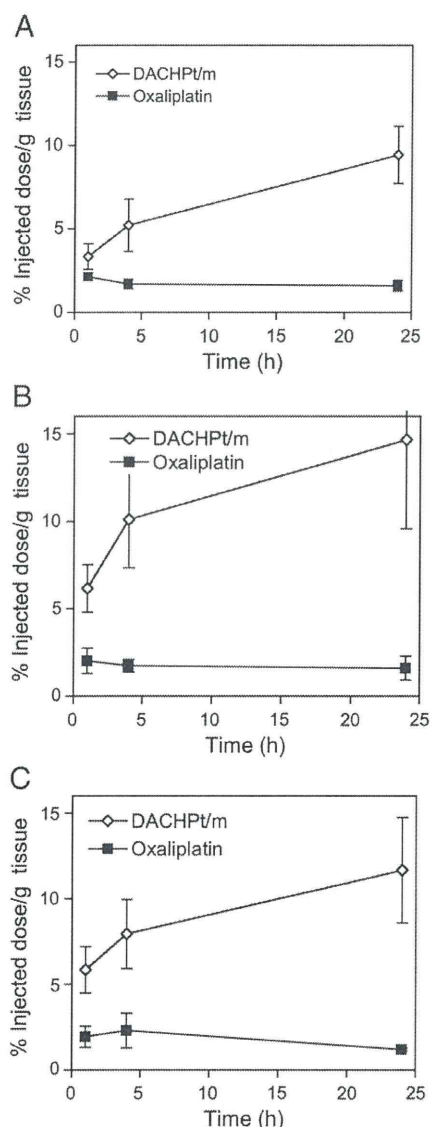 A
15
10
5
0
% Injected dose/g tissue
DACHPt/m
Oxaliplatin
0 5 10 15 20 25
Time (h)
B
15
10
5
0
% Injected dose/g tissue
DACHPt/m
Oxaliplatin
0 5 10 15 20 25
Time (h)
C
15
10
5
0
% Injected dose/g tissue
DACHPt/m
Oxaliplatin
0 5 10 15 20 25
Time (h)